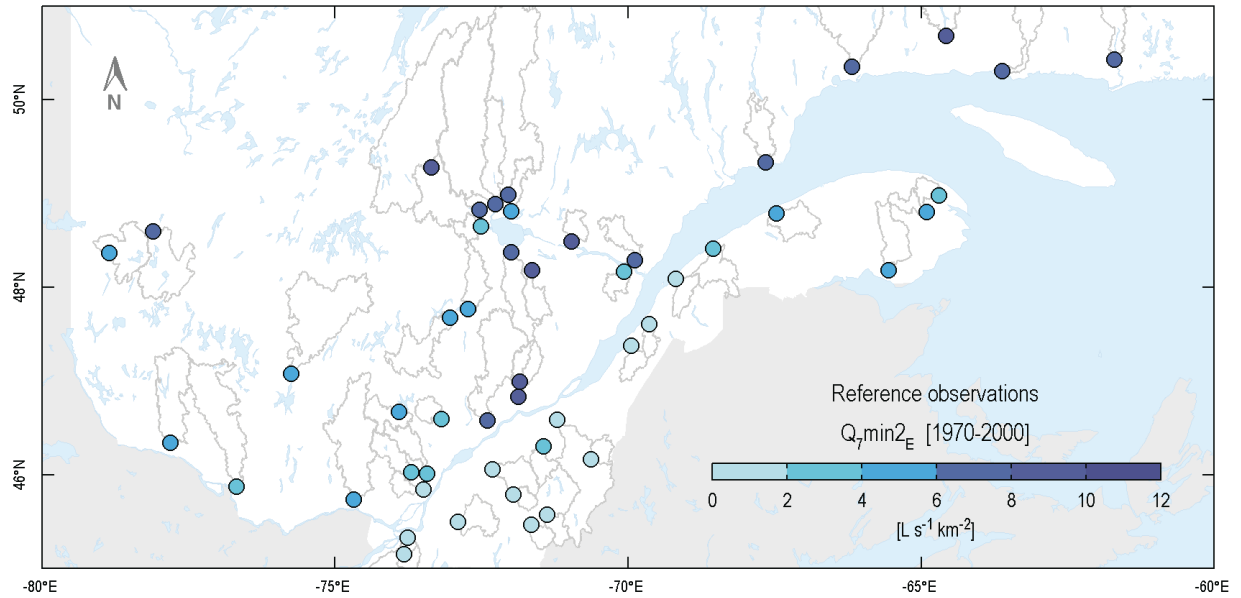 N
50°N
48°N
46°N
Reference observations
Q7min2E [1970-2000]
0 2 4 6 8 10 12
[L s-1 km-2]
-80°E -75°E -70°E -65°E -60°E